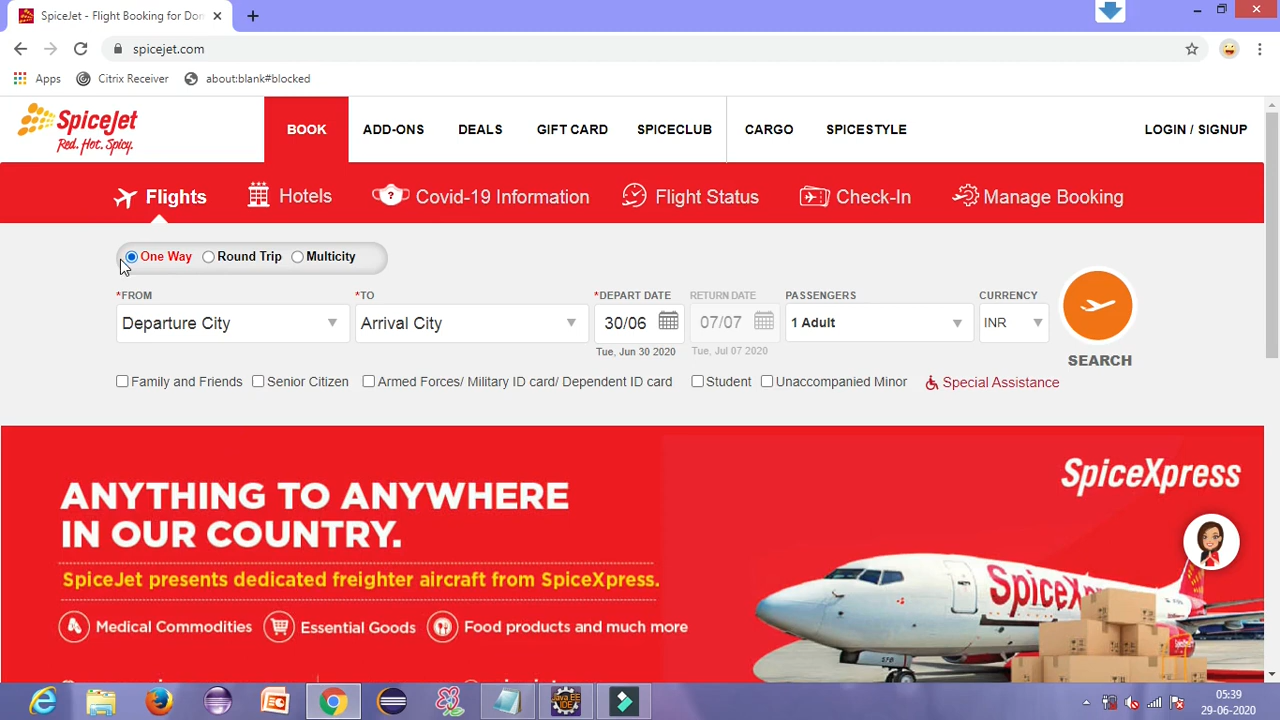 SpiceJet - Flight Booking for Don
spicejet.com
Apps Citrix Receiver about:blank#blocked
SpiceJet
Red. Hot. Spicy.
BOOK ADD-ONS DEALS GIFT CARD SPICECLUB CARGO SPICESTYLE LOGIN / SIGNUP
Flights Hotels Covid-19 Information Flight Status Check-In Manage Booking
One Way Round Trip Multicity
*FROM *TO *DEPART DATE RETURN DATE PASSENGERS CURRENCY
Departure City Arrival City 30/06 07/07 1 Adult INR
Tue, Jun 30 2020 Tue, Jul 07 2020
SEARCH
Family and Friends Senior Citizen Armed Forces/ Military ID card/ Dependent ID card Student Unaccompanied Minor Special Assistance
SpiceXpress
ANYTHING TO ANYWHERE
IN OUR COUNTRY.
SpiceJet presents dedicated freighter aircraft from SpiceXpress.
Medical Commodities Essential Goods Food products and much more
05:39
29-06-2020